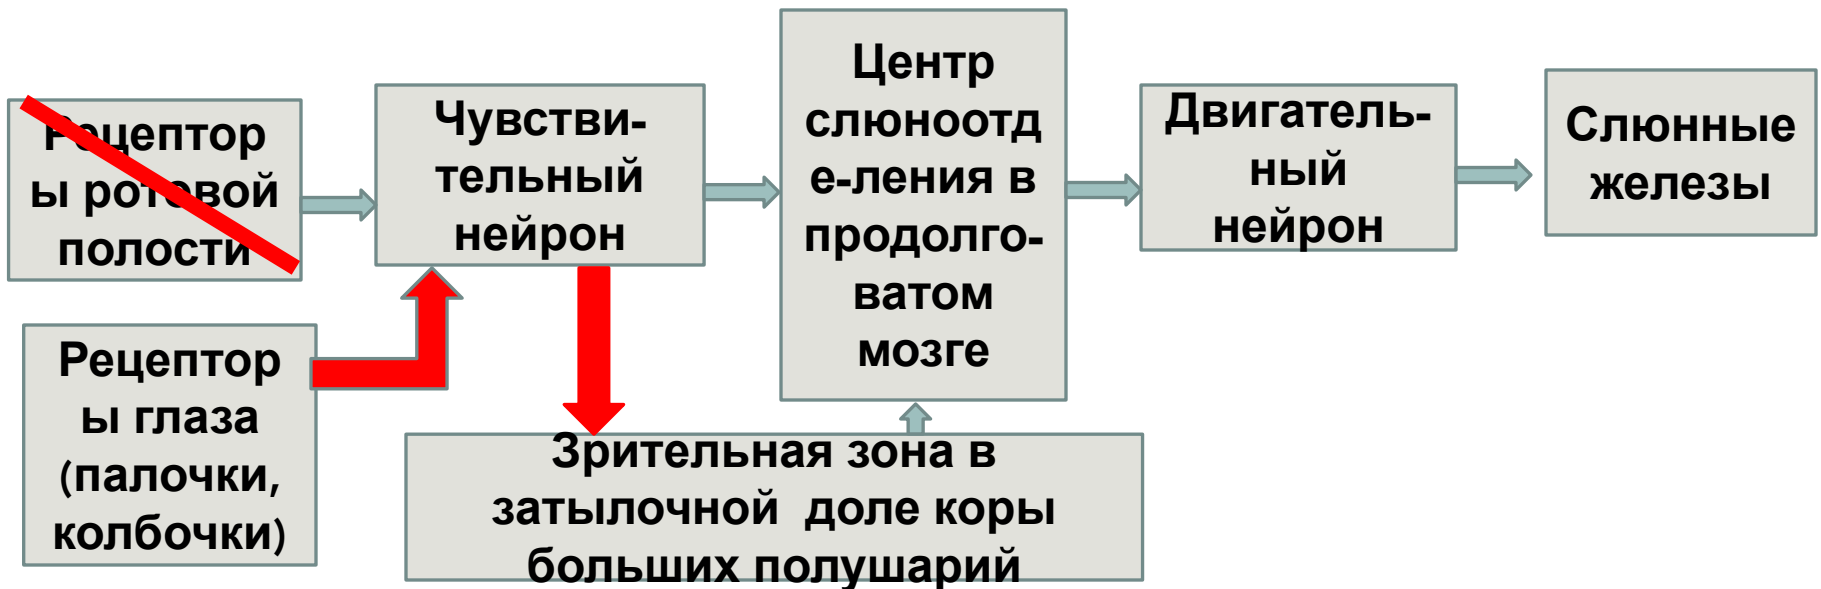 Рецептор
ы ротовой
полости
Чувстви-
тельный
нейрон
Центр
слюноотд
е-ления в
продолго-
ватом
мозге
Двигатель-
ный
нейрон
Слюнные
железы
Рецептор
ы глаза
(палочки,
колбочки)
Зрительная зона в
затылочной доле коры
больших полушарий